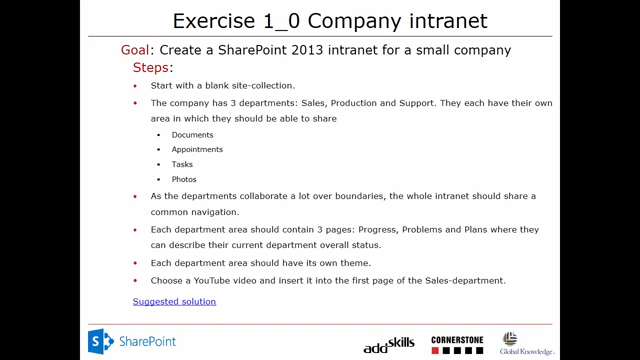 Exercise 1_0 Company intranet
Goal: Create a SharePoint 2013 intranet for a small company
Steps:
• Start with a blank site-collection.
• The company has 3 departments: Sales, Production and Support. They each have their own
area in which they should be able to share
• Documents
• Appointments
• Tasks
• Photos
• As the departments collaborate a lot over boundaries, the whole intranet should share a
common navigation.
• Each department area should contain 3 pages: Progress, Problems and Plans where they
can describe their current department overall status.
• Each department area should have its own theme.
• Choose a YouTube video and insert it into the first page of the Sales-department.
Suggested solution
S SharePoint
addskills
CORNERSTONE
Global Knowledge.